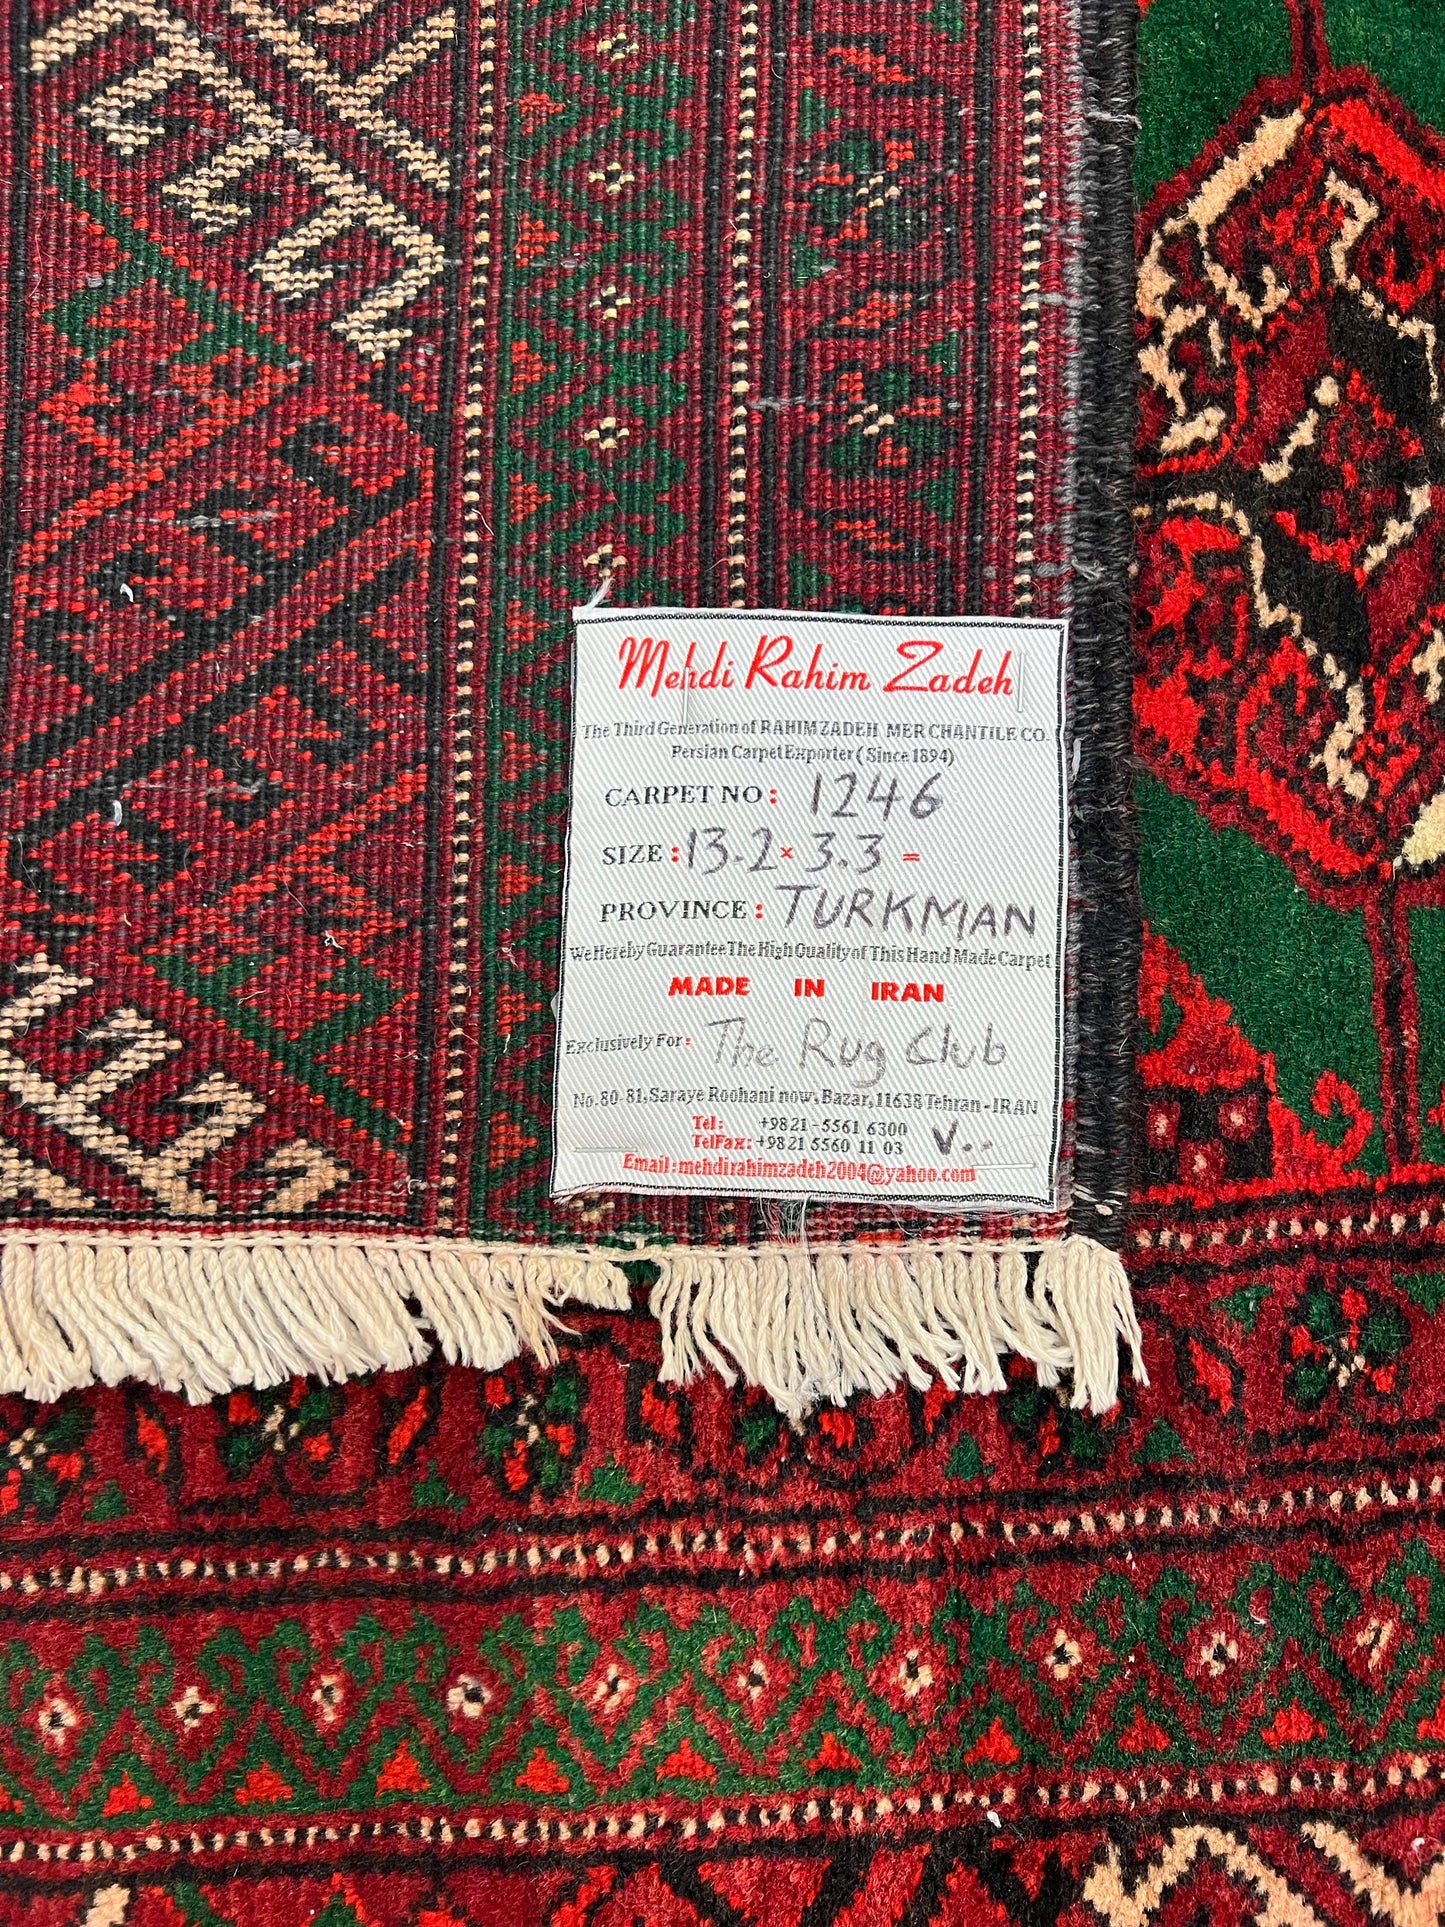 Mehdi Rahim Zadeh
The Third Generation of RAHIMZADEH MERCHANTILE CO.
Persian Carpet Exporter ( Since 1894)
CARPET NO: 1246
SIZE: 13.2 × 3.3 =
PROVINCE: TURKMAN
We Hereby Guarantee The High Quality of This Hand Made Carpet
MADE IN IRAN
Exclusively For: The Rug Club
No.80-81, Saraye Roohani now, Bazar, 11638 Tehran - IRAN
Tel: +9821-5561 6300
TelFax: +9821 5560 11 03 ٧٠٠
Email: mehdirahimzadeh2004@yahoo.com